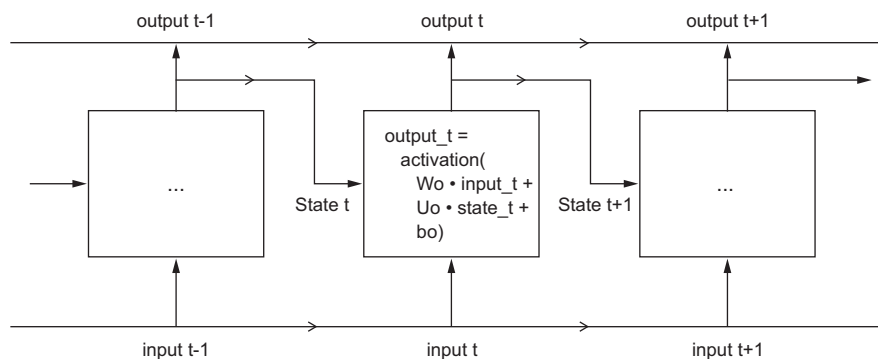 output t-1
output t
output t+1
...
output_t =
activation(
Wo • input_t +
Uo • state_t +
bo)
...
State t
State t+1
input t-1
input t
input t+1